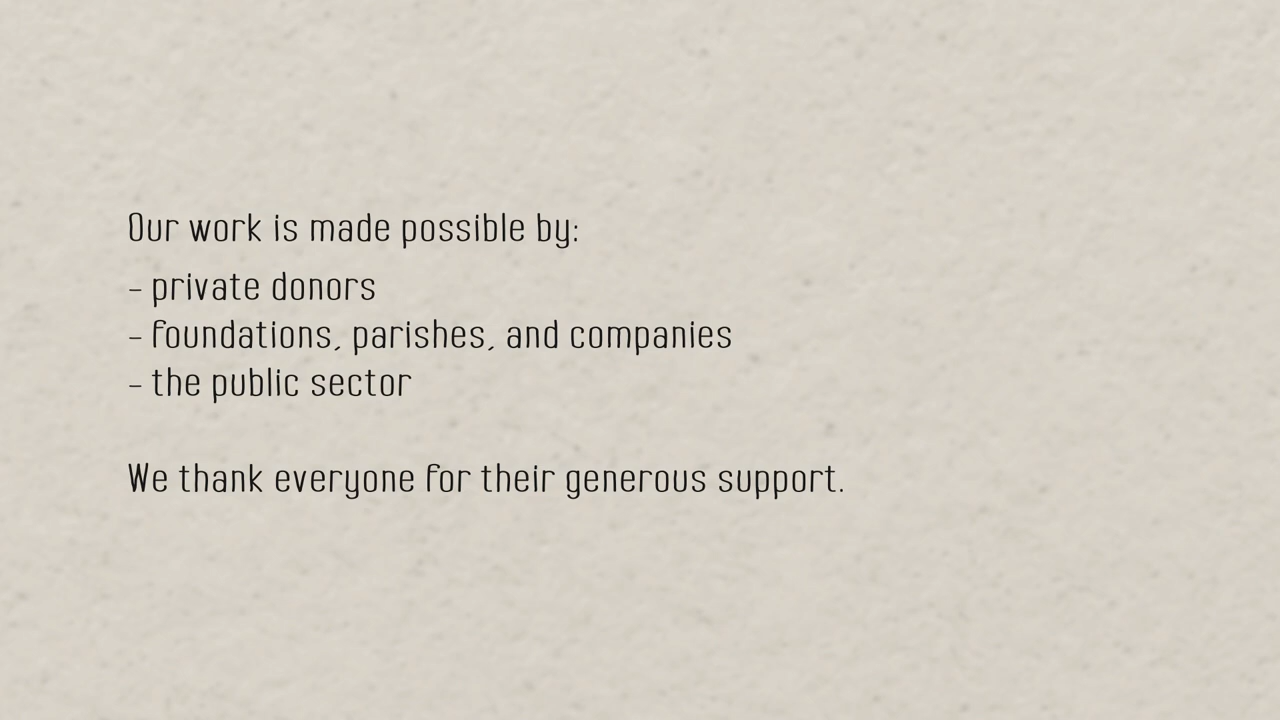 Our work is made possible by:
– private donors
– foundations, parishes, and companies
– the public sector
We thank everyone for their generous support.